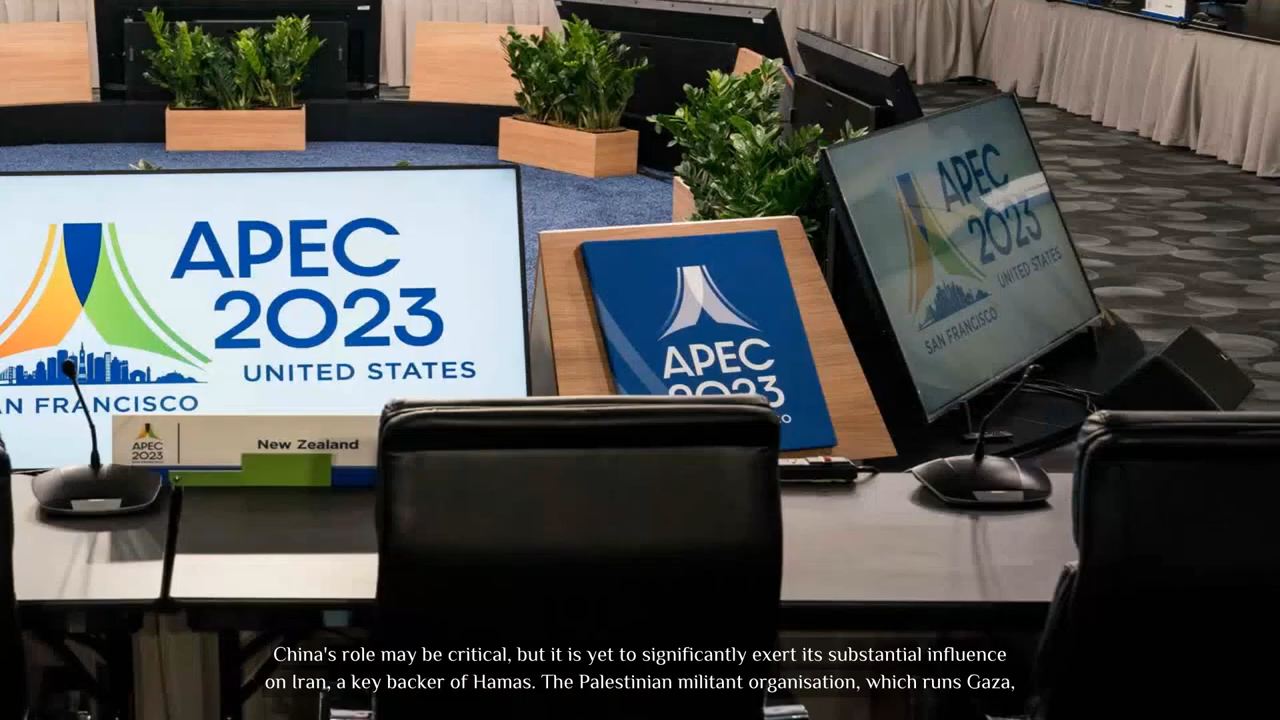 APEC
2023
UNITED STATES
AN FRANCISCO
APEC
2023
APEC
2023
UNITED STATES
SAN FRANCISCO
APEC
2023
New Zealand
China's role may be critical, but it is yet to significantly exert its substantial influence
on Iran, a key backer of Hamas. The Palestinian militant organisation, which runs Gaza,